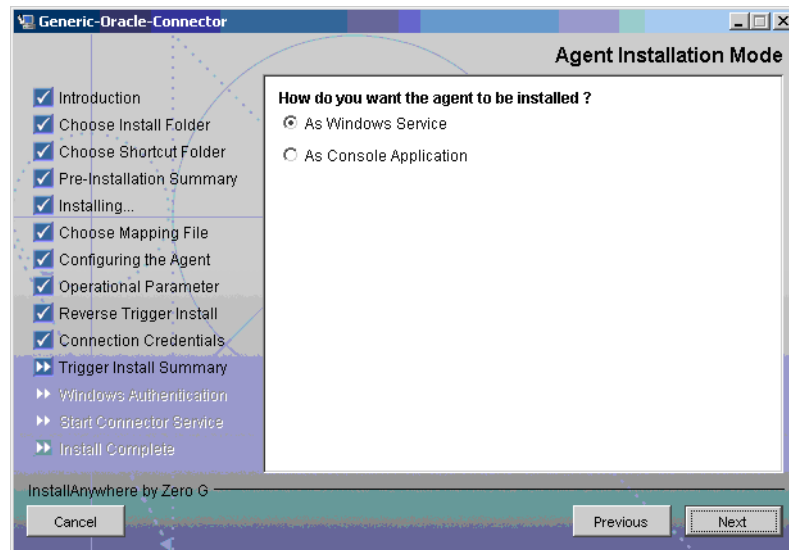 Generic-Oracle-Connector
Agent Installation Mode
Introduction
Choose Install Folder
Choose Shortcut Folder
Pre-Installation Summary
Installing...
Choose Mapping File
Configuring the Agent
Operational Parameter
Reverse Trigger Install
Connection Credentials
Trigger Install Summary
Windows Authentication
Start Connector Service
Install Complete
How do you want the agent to be installed ?
As Windows Service
As Console Application
InstallAnywhere by Zero G
Cancel
Previous
Next